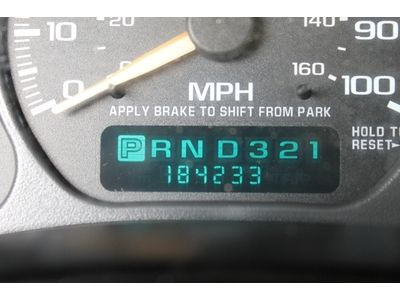 10 20 140 90
0 0 160 100
MPH
APPLY BRAKE TO SHIFT FROM PARK
HOLD TO
RESET
PRND321
184233